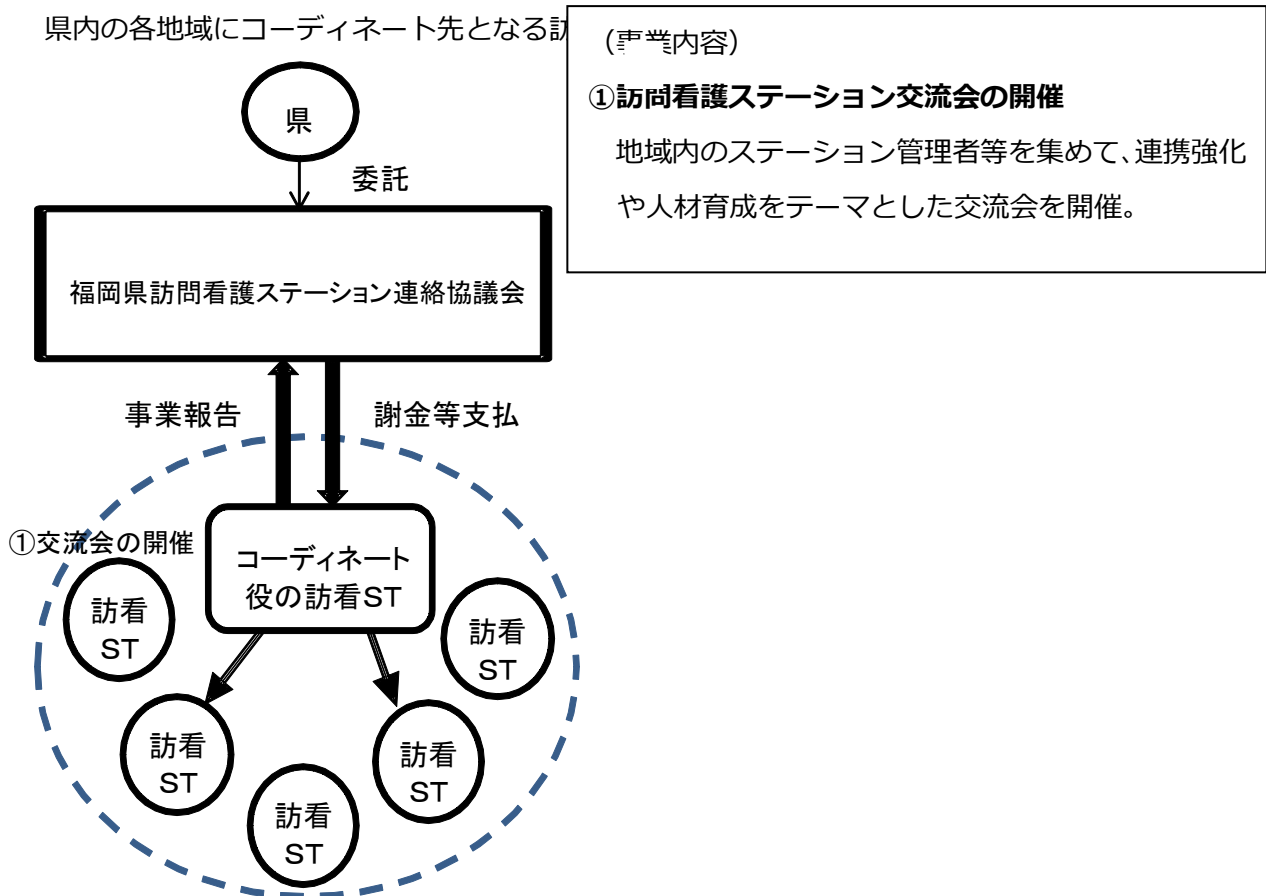 県内の各地域にコーディネート先となる訪
(事業内容)
①訪問看護ステーション交流会の開催
地域内のステーション管理者等を集めて、連携強化
や人材育成をテーマとした交流会を開催。
県
委託
福岡県訪問看護ステーション連絡協議会
事業報告
謝金等支払
①交流会の開催
コーディネート
役の訪看ST
訪看
ST
訪看
ST
訪看
ST
訪看
ST
訪看
ST